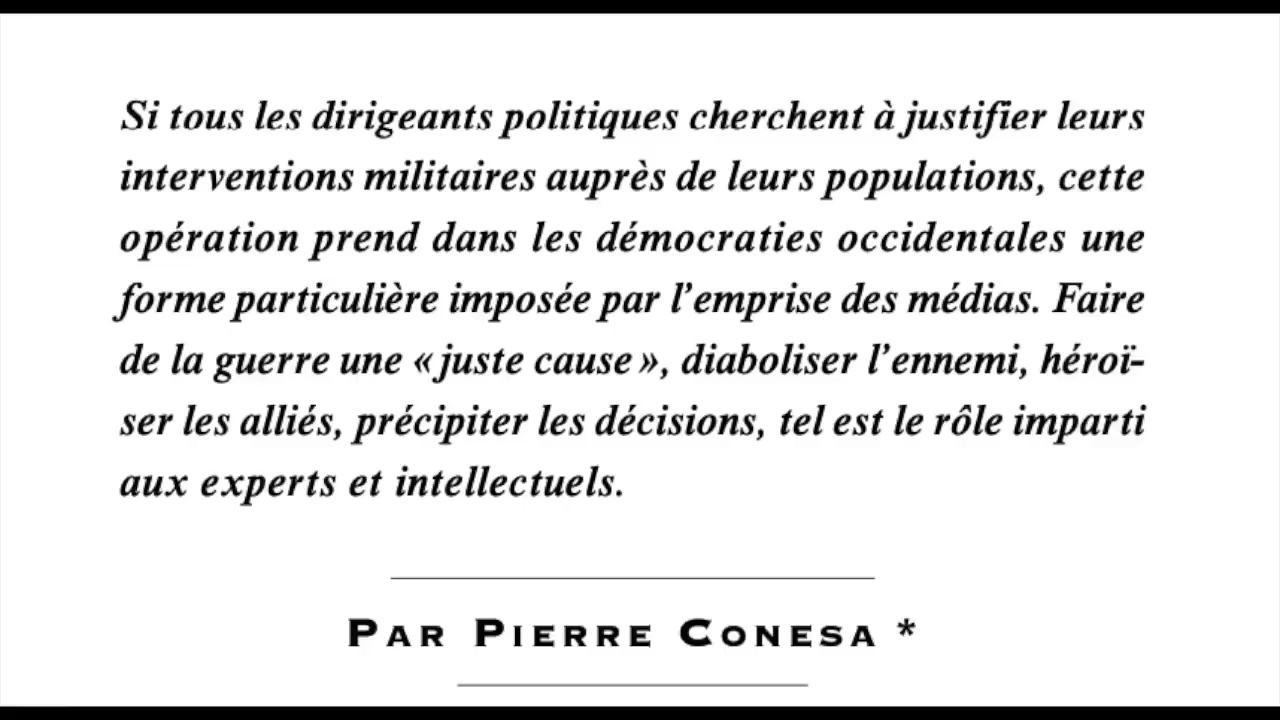 Si tous les dirigeants politiques cherchent à justifier leurs
interventions militaires auprès de leurs populations, cette
opération prend dans les démocraties occidentales une
forme particulière imposée par l’emprise des médias. Faire
de la guerre une « juste cause », diaboliser l’ennemi, héroï-
ser les alliés, précipiter les décisions, tel est le rôle imparti
aux experts et intellectuels.
PAR PIERRE CONESA *